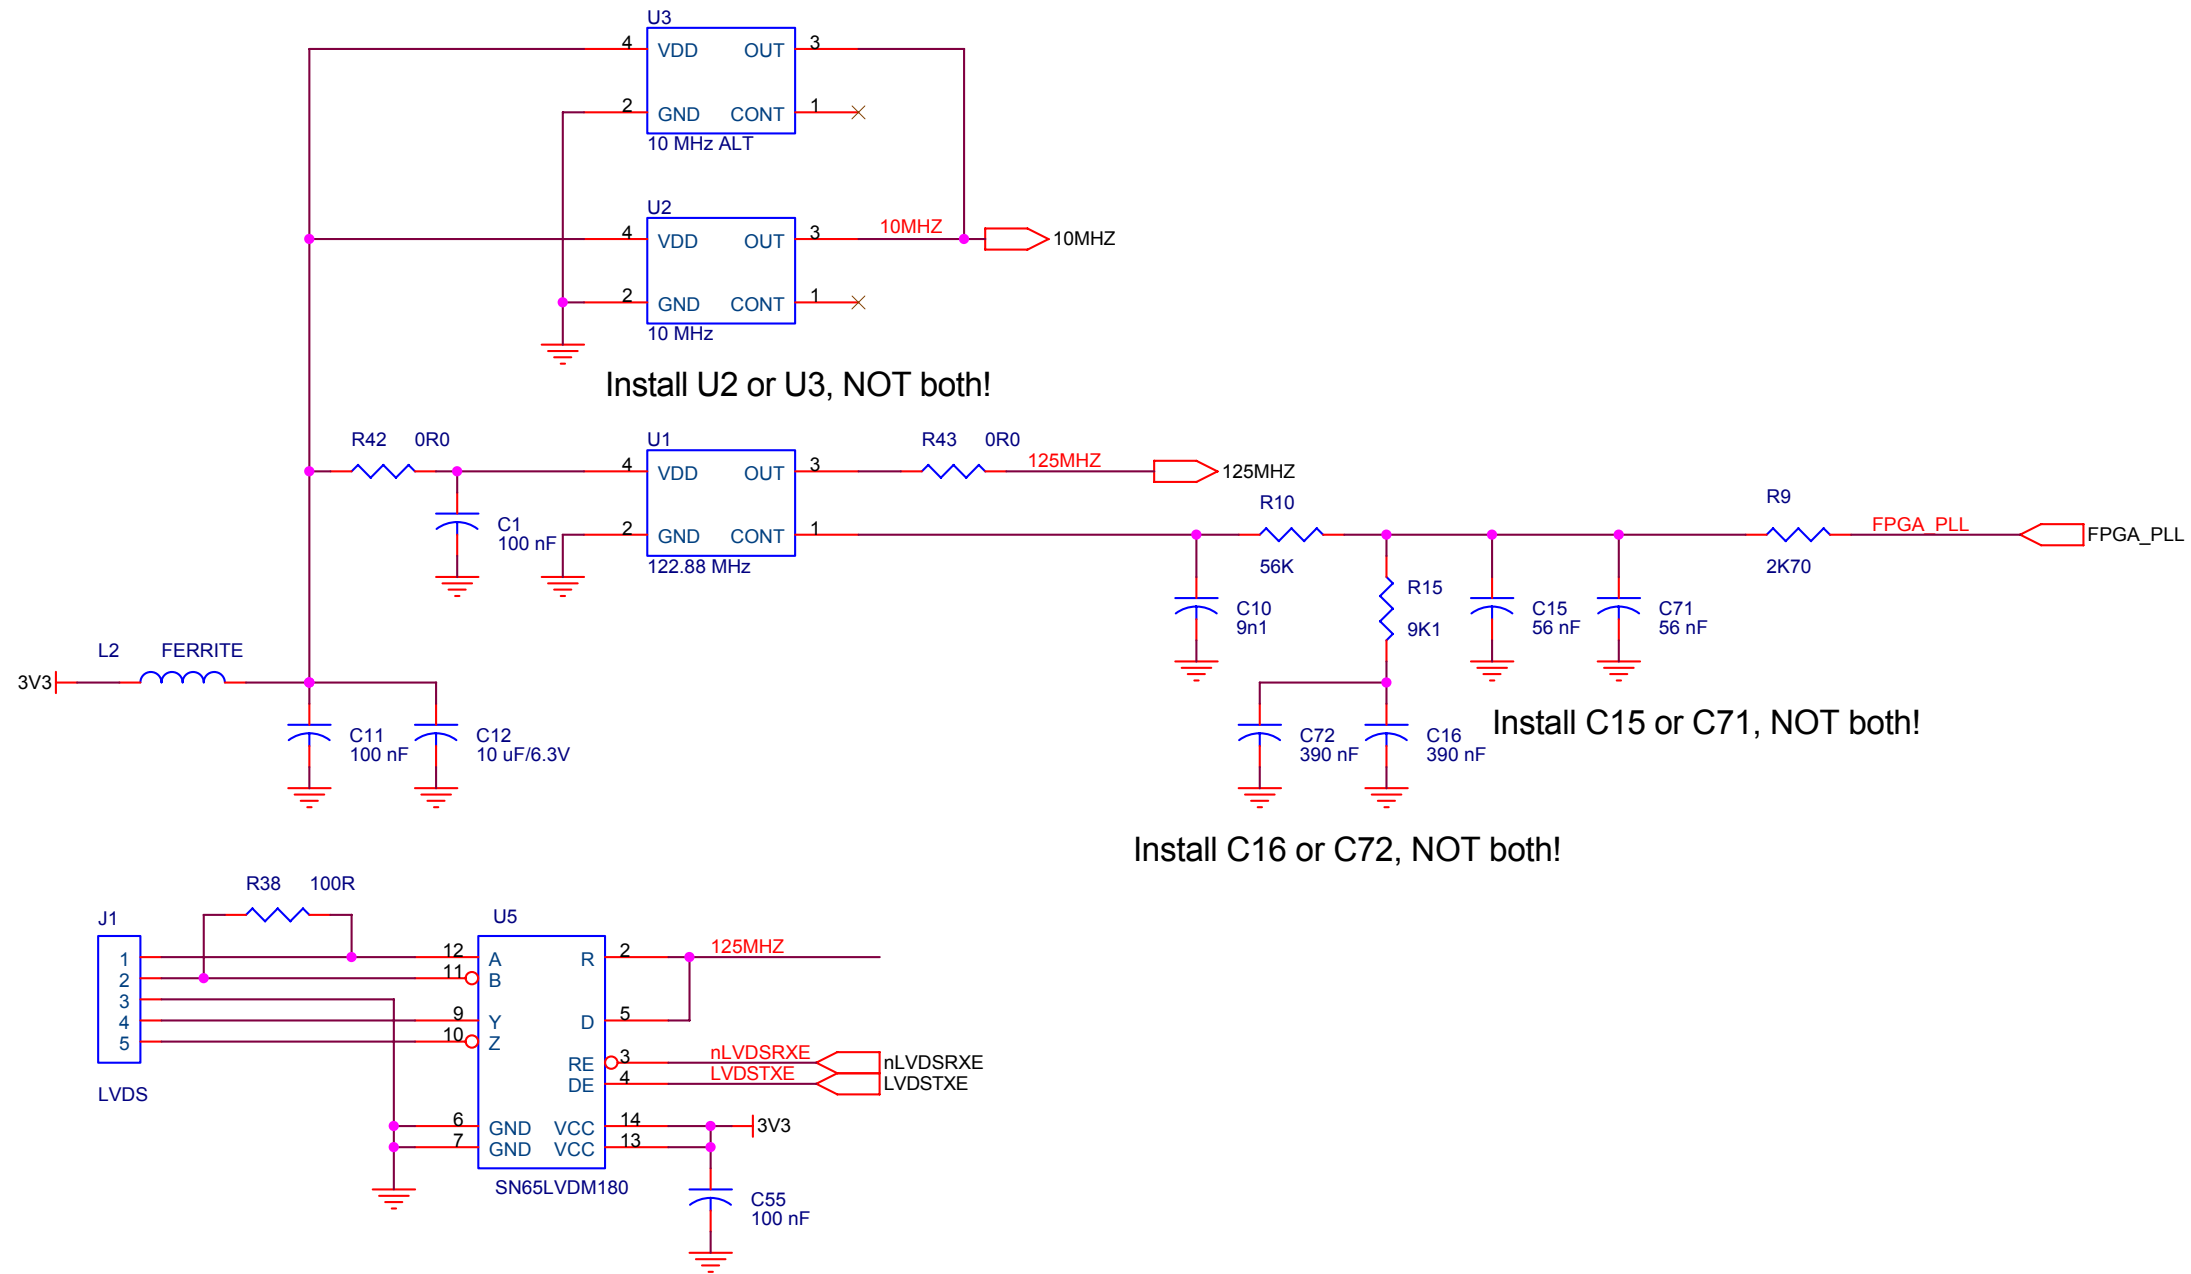 U3
4 VDD OUT 3
2 GND CONT 1
10 MHz ALT
U2
4 VDD OUT 3 10MHZ 10MHZ
2 GND CONT 1
10 MHz
Install U2 or U3, NOT both!
R42 0R0
U1
R43 0R0
4 VDD OUT 3 125MHZ 125MHZ
C1
100 nF
2 GND CONT 1
122.88 MHz
R10
56K
R9
2K70
FPGA_PLL FPGA_PLL
C10
9n1
R15
9K1
C15
56 nF
C71
56 nF
L2 FERRITE
3V3
C11
100 nF
C12
10 uF/6.3V
C72
390 nF
C16
390 nF
Install C15 or C71, NOT both!
Install C16 or C72, NOT both!
R38 100R
J1
U5
1 12 A R 2 125MHZ
2 11 B
3
4 9 Y D 5
5 10 Z
RE 3 nLVDSRXE nLVDSRXE
DE 4 LVDSTXE LVDSTXE
LVDS
6 GND VCC 14 3V3
7 GND VCC 13
SN65LVDM180
C55
100 nF